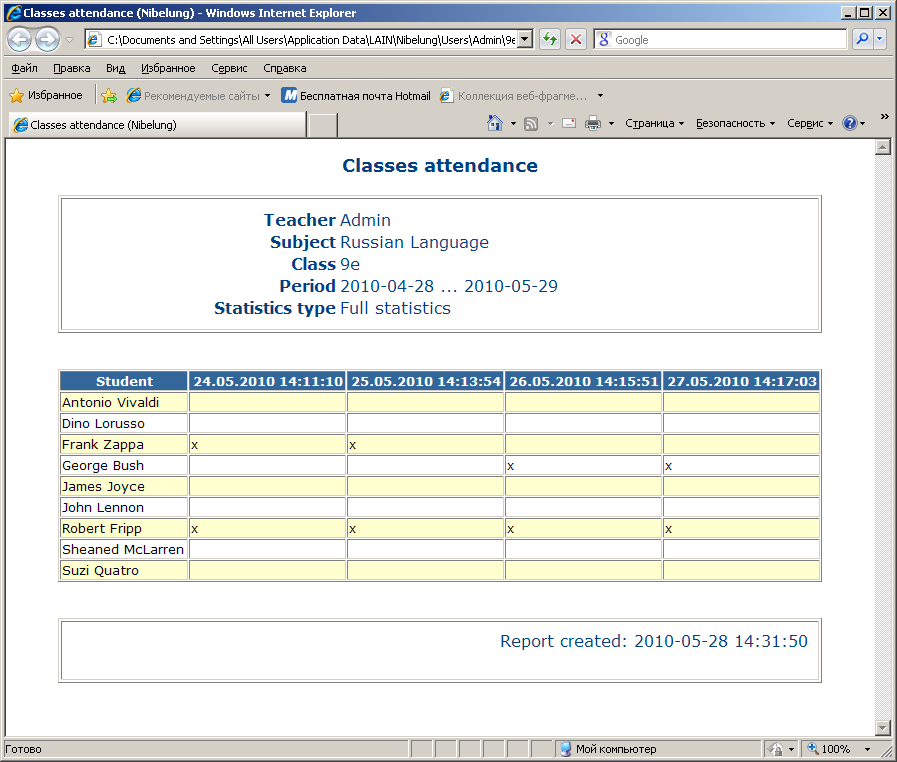 Classes attendance (Nibelung) - Windows Internet Explorer
C:\Documents and Settings\All Users\Application Data\LAIN\Nibelung\Users\Admin\9e
Google
Файл Правка Вид Избранное Сервис Справка
Избранное Рекомендуемые сайты Бесплатная почта Hotmail Коллекция веб-фрагме...
Classes attendance (Nibelung) Страница Безопасность Сервис
Classes attendance
Teacher Admin
Subject Russian Language
Class 9e
Period 2010-04-28 ... 2010-05-29
Statistics type Full statistics
Student 24.05.2010 14:11:10 25.05.2010 14:13:54 26.05.2010 14:15:51 27.05.2010 14:17:03
Antonio Vivaldi
Dino Lorusso
Frank Zappa x x
George Bush x x
James Joyce
John Lennon
Robert Fripp x x x x
Sheaned McLarren
Suzi Quatro
Report created: 2010-05-28 14:31:50
Готово Мой компьютер 100%